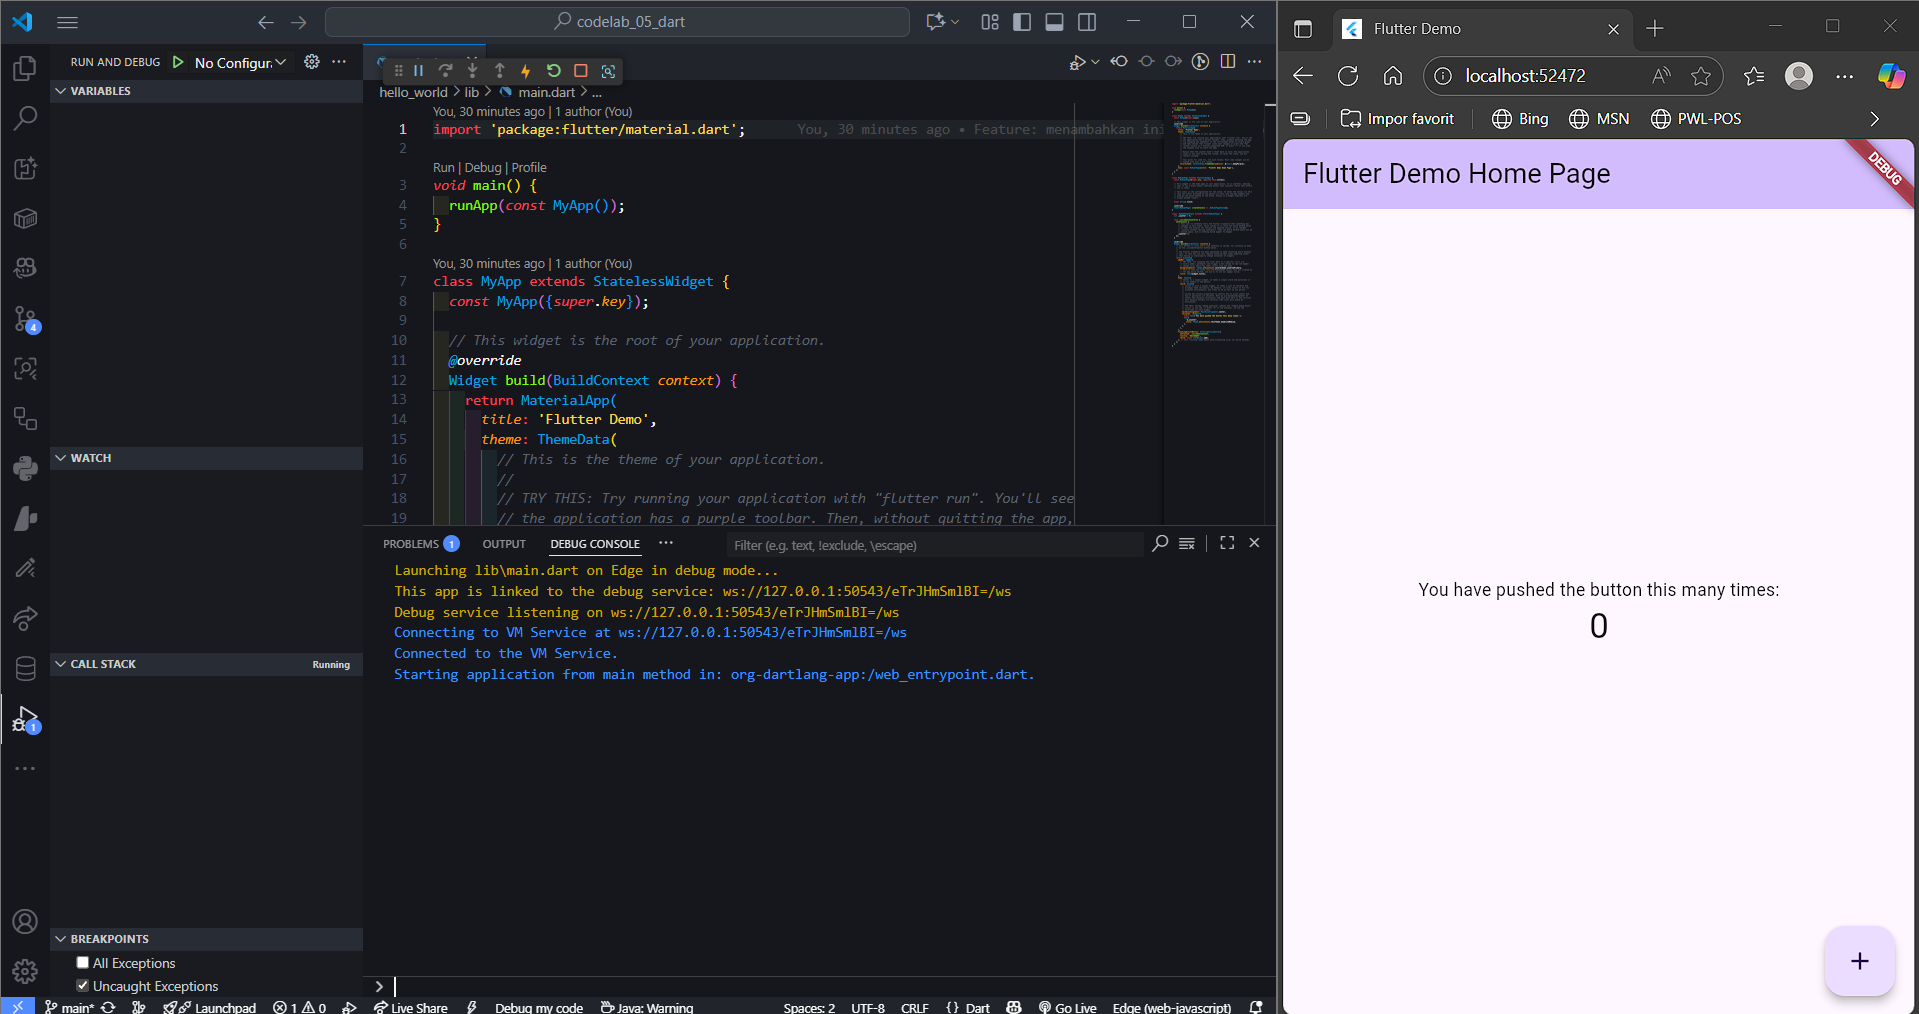 codelab_05_dart
RUN AND DEBUG
No Configur
VARIABLES
WATCH
CALL STACK
Running
BREAKPOINTS
All Exceptions
Uncaught Exceptions
4
1
hello_world > lib > main.dart > ...
You, 30 minutes ago | 1 author (You)
1 import 'package:flutter/material.dart'; You, 30 minutes ago • Feature: menambahkan ini
2
Run | Debug | Profile
3 void main() {
4 runApp(const MyApp());
5 }
6
You, 30 minutes ago | 1 author (You)
7 class MyApp extends StatelessWidget {
8 const MyApp({super.key});
9
10 // This widget is the root of your application.
11 @override
12 Widget build(BuildContext context) {
13 return MaterialApp(
14 title: 'Flutter Demo',
15 theme: ThemeData(
16 // This is the theme of your application.
17 //
18 // TRY THIS: Try running your application with "flutter run". You'll see
19 // the application has a purple toolbar. Then, without quitting the app,
PROBLEMS 1 OUTPUT DEBUG CONSOLE ...
Filter (e.g. text, !exclude, \escape)
Launching lib\main.dart on Edge in debug mode...
This app is linked to the debug service: ws://127.0.0.1:50543/eTrJHmSmlBI=/ws
Debug service listening on ws://127.0.0.1:50543/eTrJHmSmlBI=/ws
Connecting to VM Service at ws://127.0.0.1:50543/eTrJHmSmlBI=/ws
Connected to the VM Service.
Starting application from main method in: org-dartlang-app:/web_entrypoint.dart.
>
main* Launchpad 1 0 Live Share Debug my code Java: Warning Spaces: 2 UTF-8 CRLF {} Dart Go Live Edge (web-javascript)
Flutter Demo
localhost:52472
Impor favorit Bing MSN PWL-POS
Flutter Demo Home Page
DEBUG
You have pushed the button this many times:
0
+